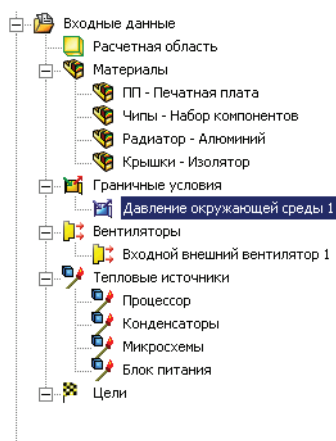 Входные данные
Расчетная область
Материалы
ПП - Печатная плата
Чипы - Набор компонентов
Радиатор - Алюминий
Крышки - Изолятор
Граничные условия
Давление окружающей среды 1
Вентиляторы
Входной внешний вентилятор 1
Тепловые источники
Процессор
Конденсаторы
Микросхемы
Блок питания
Цели